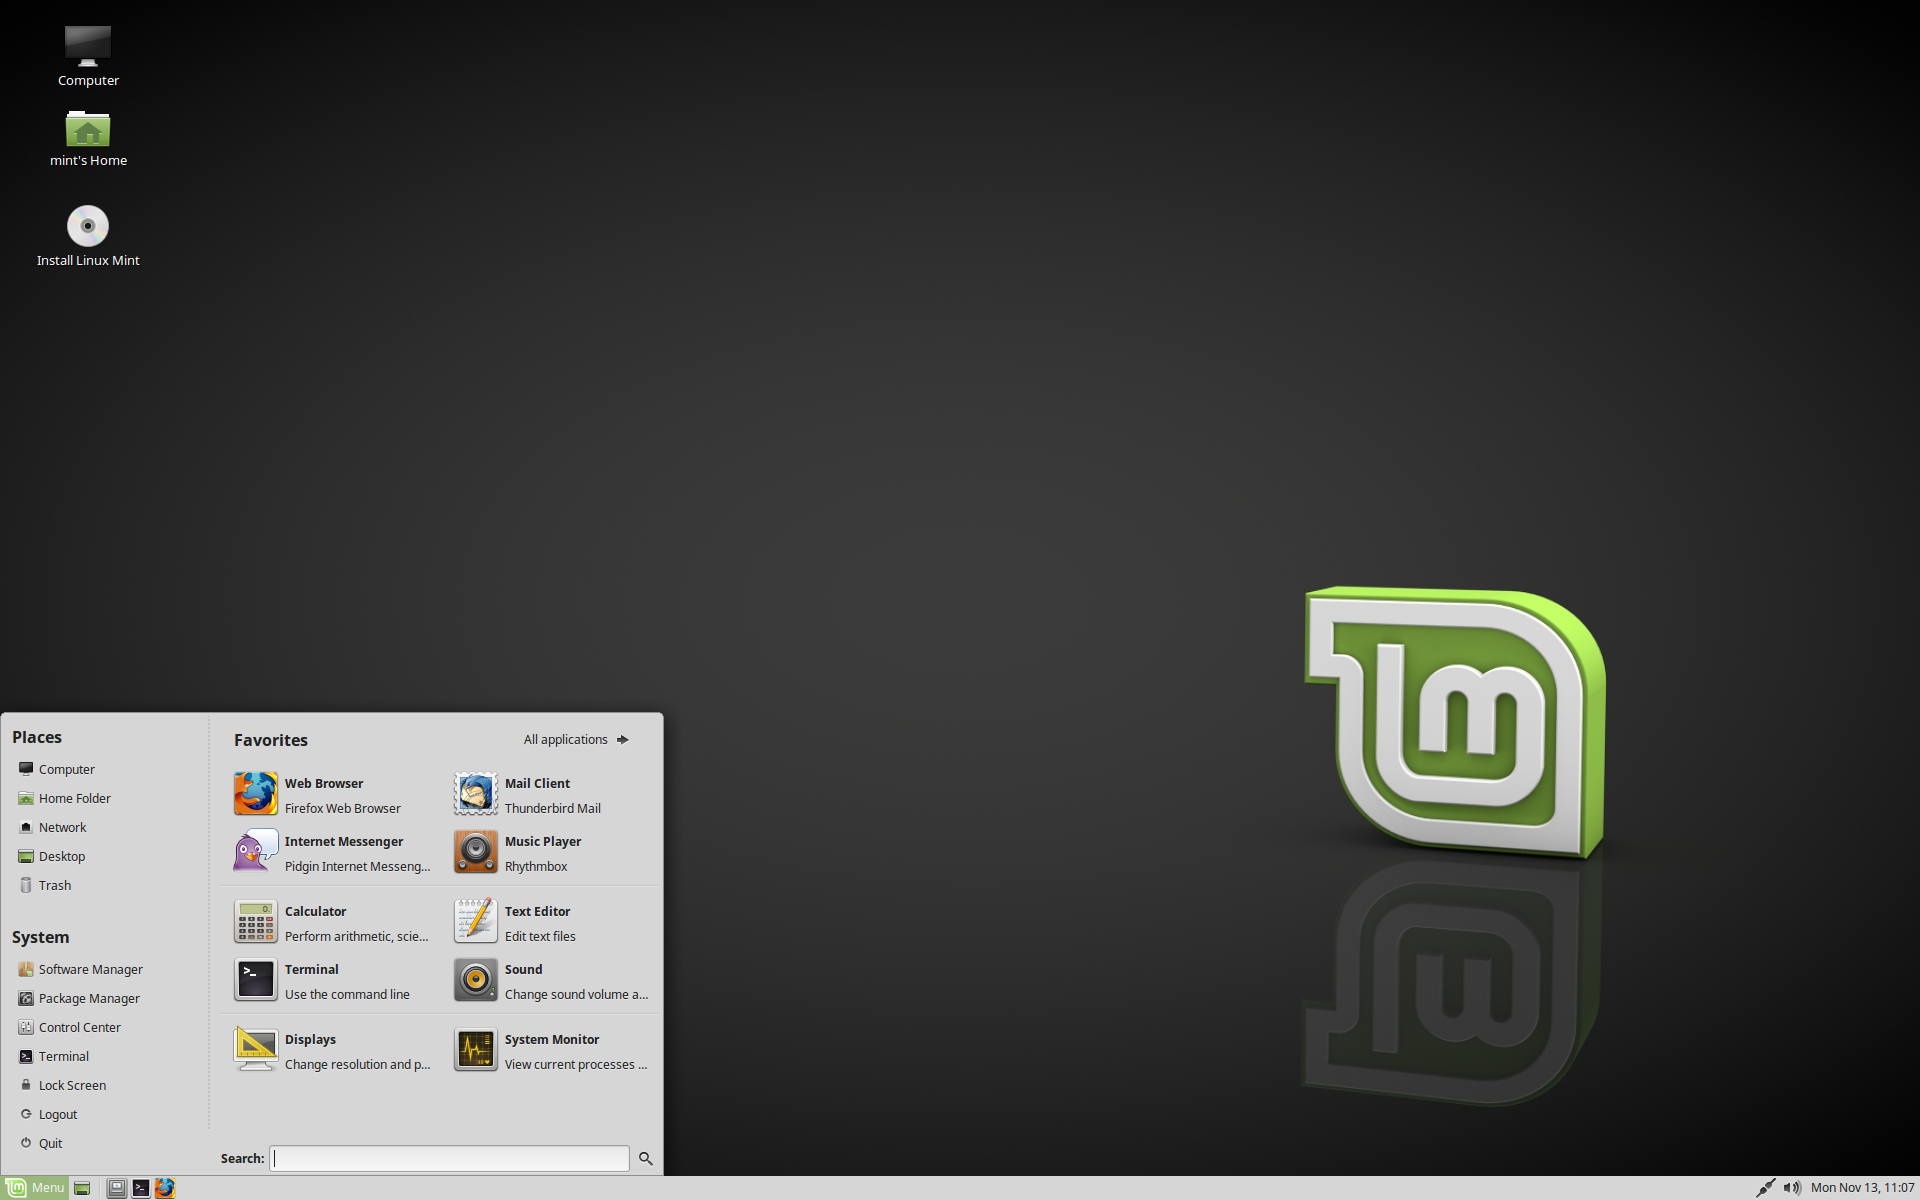 Computer
mint's Home
Install Linux Mint
Places
Computer
Home Folder
Network
Desktop
Trash
System
Software Manager
Package Manager
Control Center
Terminal
Lock Screen
Logout
Quit
Favorites
All applications
Web Browser
Firefox Web Browser
Mail Client
Thunderbird Mail
Internet Messenger
Pidgin Internet Messeng...
Music Player
Rhythmbox
Calculator
Perform arithmetic, scie...
Text Editor
Edit text files
Terminal
Use the command line
Sound
Change sound volume a...
Displays
Change resolution and p...
System Monitor
View current processes ...
Search:
Menu
Mon Nov 13, 11:07